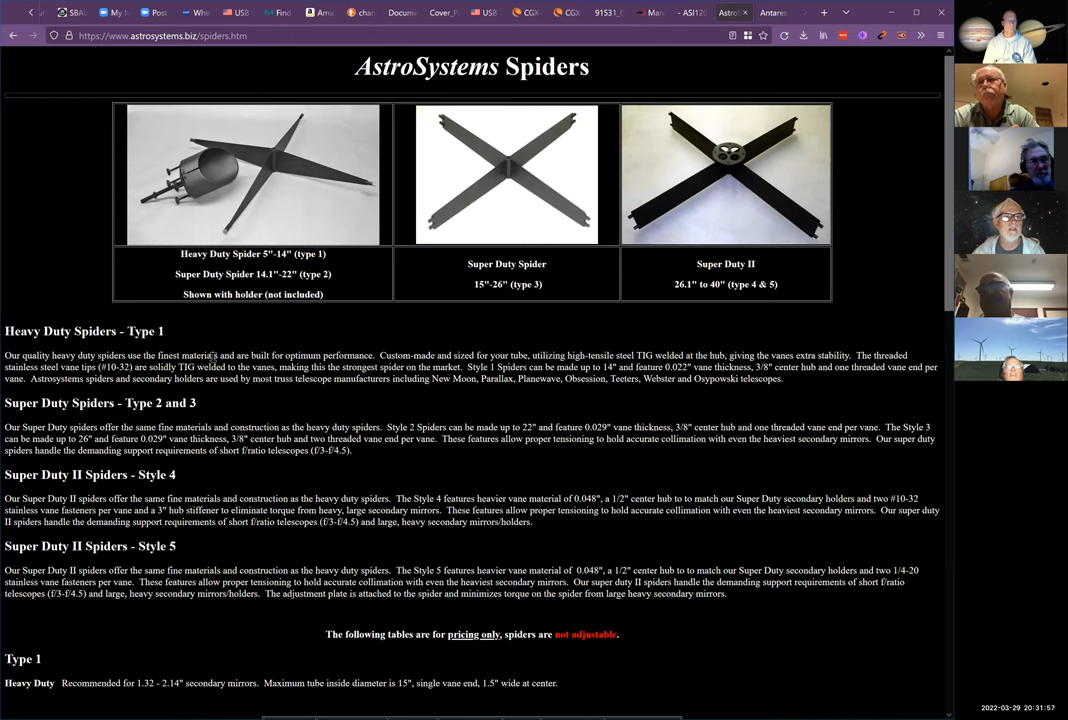 SBAL
My N
Post
Whe
USB
Find
Ama
chan
Docume
Cover_P
USB
CGX-
CGX
91531_C
Man
- ASI120
AstroS
Antares
https://www.astrosystems.biz/spiders.htm
AstroSystems Spiders
Heavy Duty Spider 5"-14" (type 1)
Super Duty Spider 14.1"-22" (type 2)
Shown with holder (not included)
Super Duty Spider
15"-26" (type 3)
Super Duty II
26.1" to 40" (type 4 & 5)
Heavy Duty Spiders - Type 1
Our quality heavy duty spiders use the finest materials and are built for optimum performance. Custom-made and sized for your tube, utilizing high-tensile steel TIG welded at the hub, giving the vanes extra stability. The threaded
stainless steel vane tips (#10-32) are solidly TIG welded to the vanes, making this the strongest spider on the market. Style 1 Spiders can be made up to 14" and feature 0.022" vane thickness, 3/8" center hub and one threaded vane end per
vane. Astrosystems spiders and secondary holders are used by most truss telescope manufacturers including New Moon, Parallax, Planewave, Obsession, Teeters, Webster and Osypowski telescopes.
Super Duty Spiders - Type 2 and 3
Our Super Duty spiders offer the same fine materials and construction as the heavy duty spiders. Style 2 Spiders can be made up to 22" and feature 0.029" vane thickness, 3/8" center hub and one threaded vane end per vane. The Style 3
can be made up to 26" and feature 0.029" vane thickness, 3/8" center hub and two threaded vane end per vane. These features allow proper tensioning to hold accurate collimation with even the heaviest secondary mirrors. Our super duty
spiders handle the demanding support requirements of short f/ratio telescopes (f/3-f/4.5).
Super Duty II Spiders - Style 4
Our Super Duty II spiders offer the same fine materials and construction as the heavy duty spiders. The Style 4 features heavier vane material of 0.048", a 1/2" center hub to to match our Super Duty secondary holders and two #10-32
stainless vane fasteners per vane and a 3" hub stiffener to eliminate torque from heavy, large secondary mirrors. These features allow proper tensioning to hold accurate collimation with even the heaviest secondary mirrors. Our super duty
II spiders handle the demanding support requirements of short f/ratio telescopes (f/3-f/4.5) and large, heavy secondary mirrors/holders.
Super Duty II Spiders - Style 5
Our Super Duty II spiders offer the same fine materials and construction as the heavy duty spiders. The Style 5 features heavier vane material of 0.048", a 1/2" center hub to to match our Super Duty secondary holders and two 1/4-20
stainless vane fasteners per vane. These features allow proper tensioning to hold accurate collimation with even the heaviest secondary mirrors. Our super duty II spiders handle the demanding support requirements of short f/ratio
telescopes (f/3-f/4.5) and large, heavy secondary mirrors/holders. The adjustment plate is attached to the spider and minimizes torque on the spider from large heavy secondary mirrors.
The following tables are for pricing only, spiders are not adjustable.
Type 1
Heavy Duty Recommended for 1.32 - 2.14" secondary mirrors. Maximum tube inside diameter is 15", single vane end, 1.5" wide at center.
2022-03-29 20:31:57